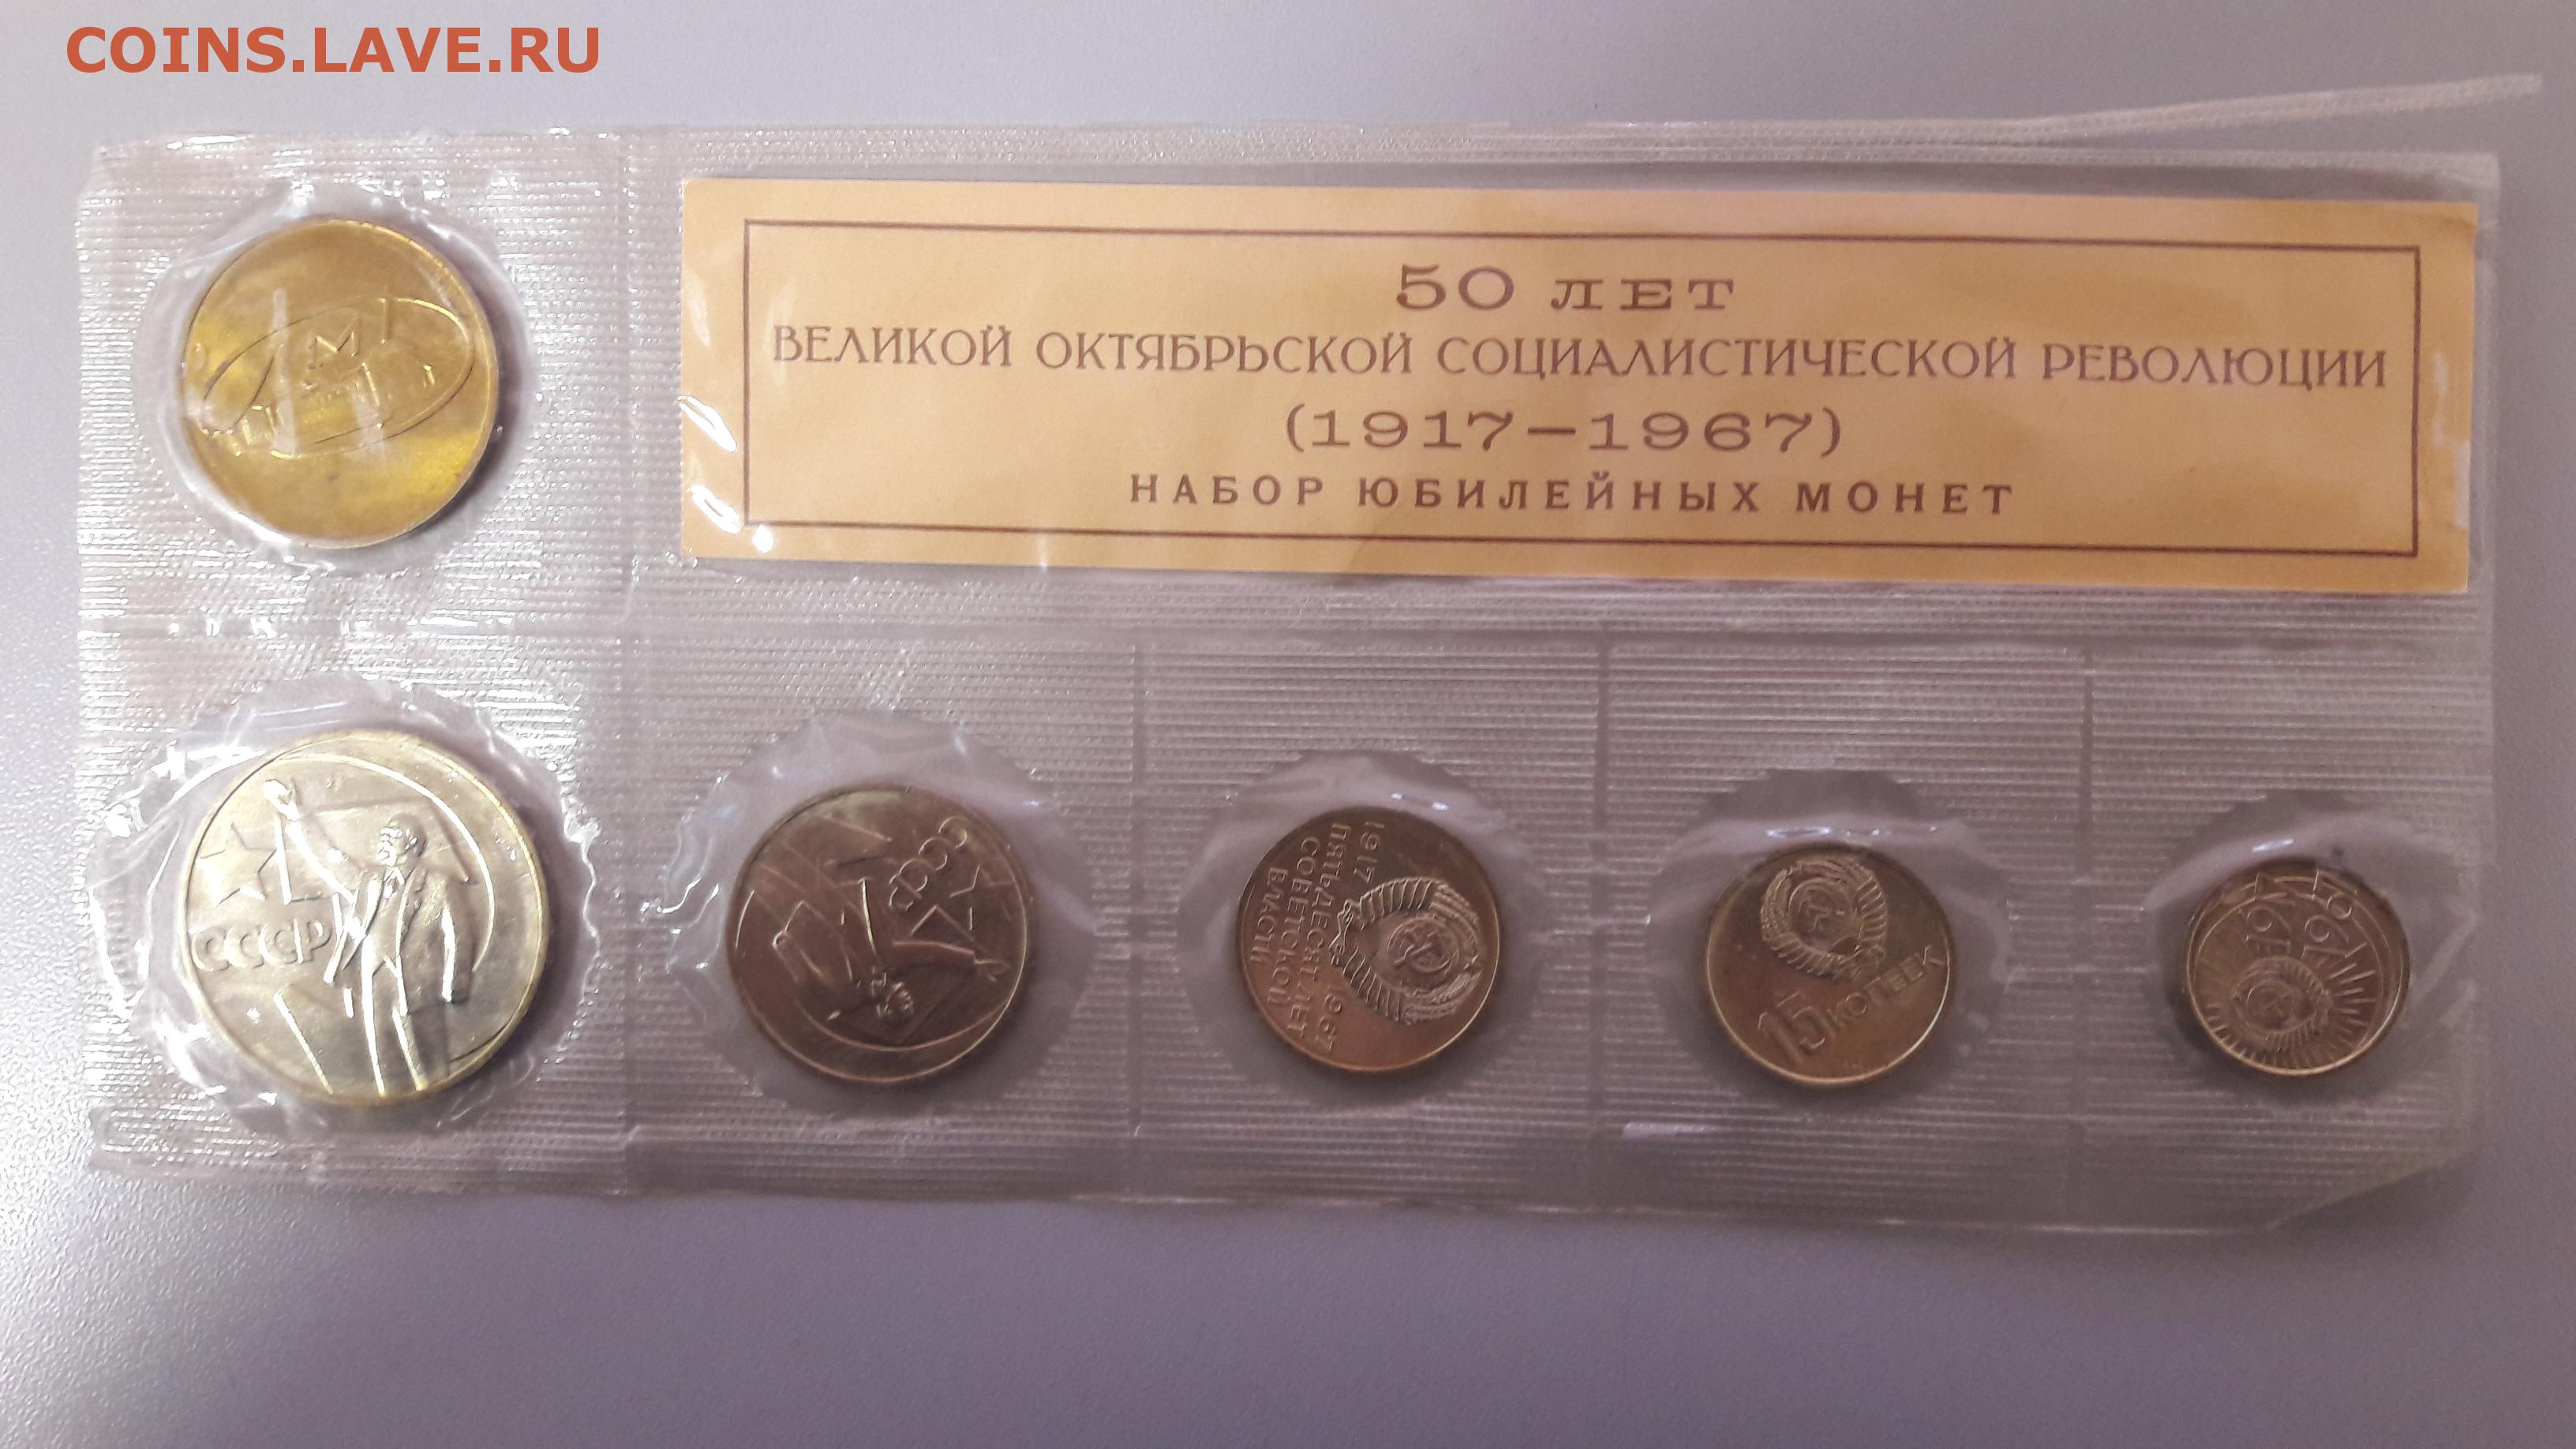 COINS.LAVE.RU
50 ЛЕТ
ВЕЛИКОЙ ОКТЯБРЬСКОЙ СОЦИАЛИСТИЧЕСКОЙ РЕВОЛЮЦИИ
(1917—1967)
НАБОР ЮБИЛЕЙНЫХ МОНЕТ
М
СССР
СССР
1917 1967
ПЯТЬДЕСЯТ ЛЕТ
СОВЕТСКОЙ
ВЛАСТИ
15 КОПЕЕК